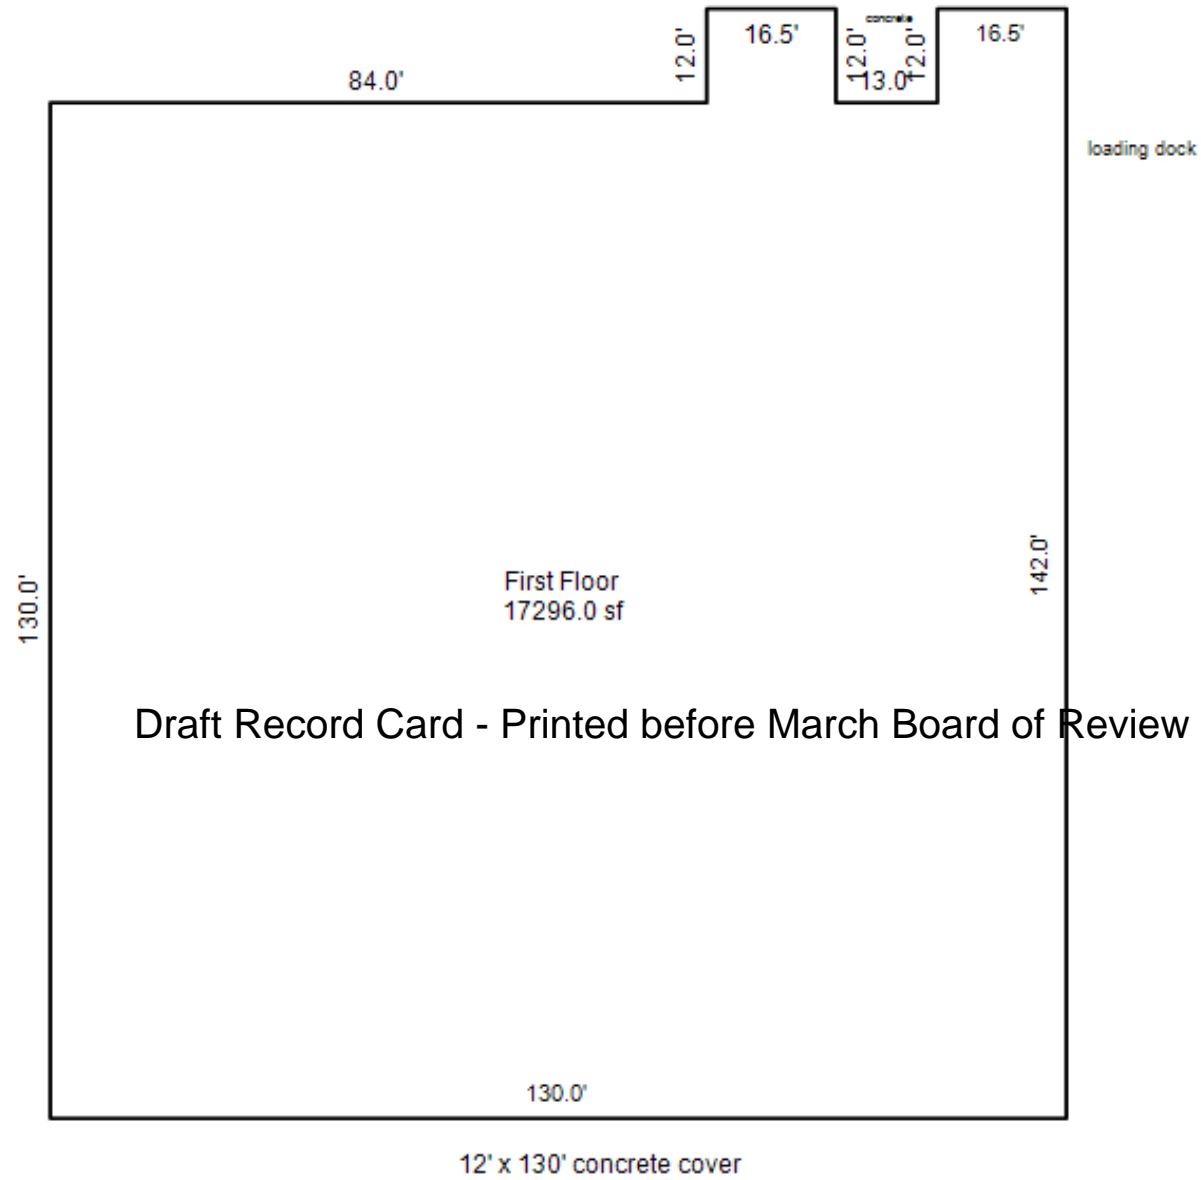 concrete
16.5'
16.5'
12.0'
12.0'
12.0'
84.0'
13.0'
loading dock
142.0'
First Floor
130.0'
17296.0 sf
Draft Record Card - Printed before March Board of Review
130.0'
12' x 130' concrete cover